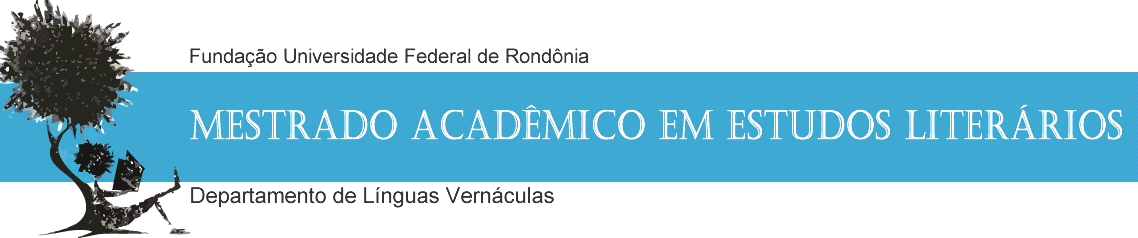 Fundação Universidade Federal de Rondônia
MESTRADO ACADÊMICO EM ESTUDOS LITERÁRIOS
Departamento de Línguas Vernáculas